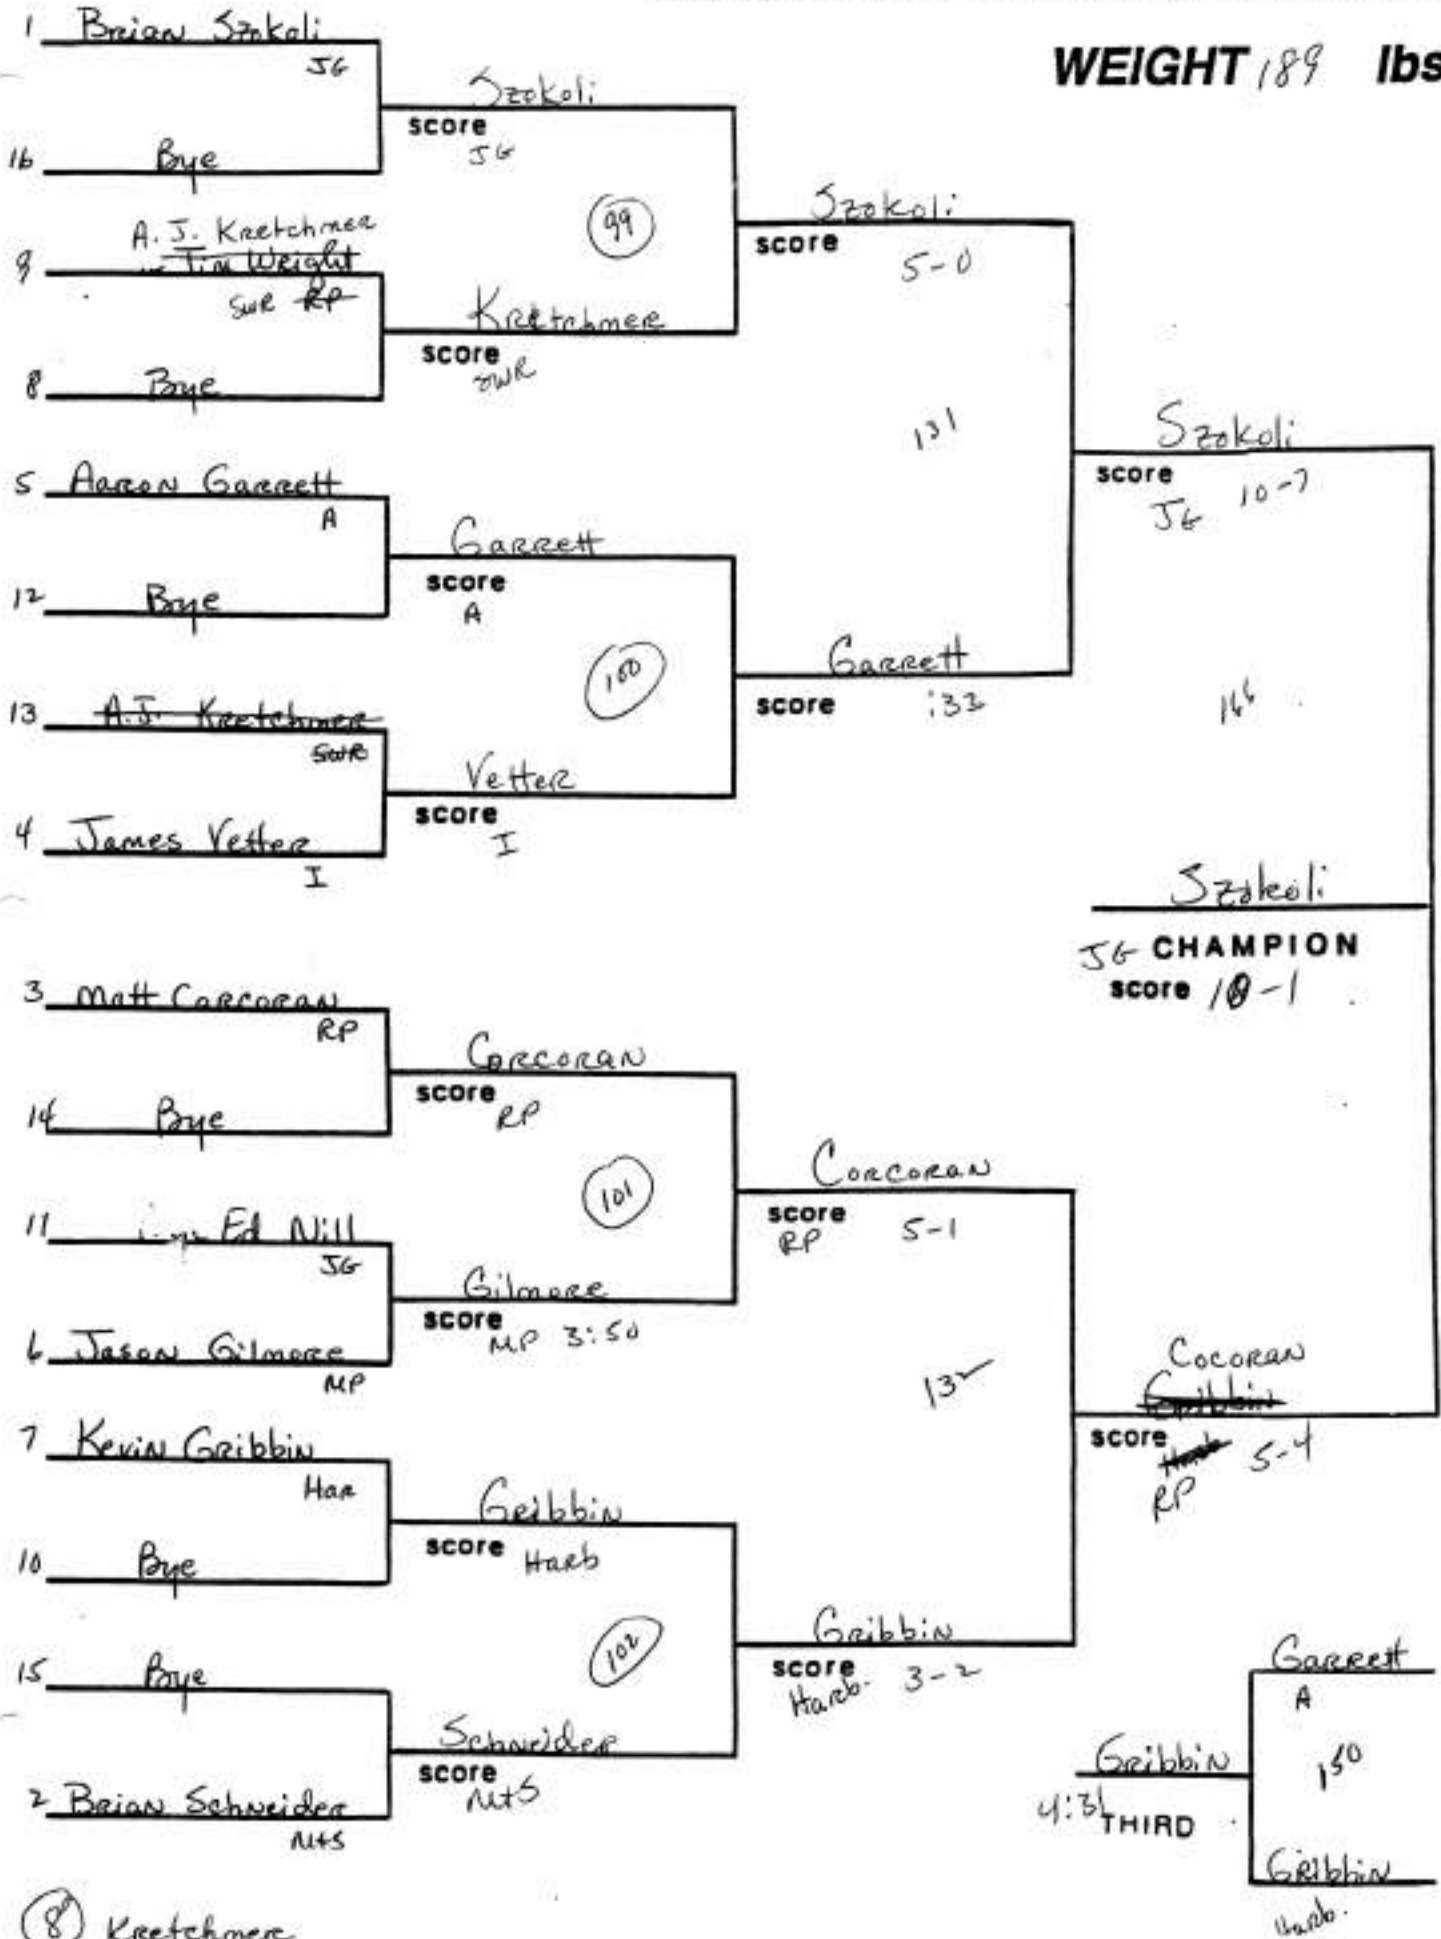 WEIGHT 189 lbs
1 Brian Szokoli
JG
Szokoli
score
JG
16 Bye
A. J. Kretchmer
Tim Wright
9
SWR RP
99
Szokoli
score
5-0
Kretchmer
score
SWR
8 Bye
131
Szokoli
score
JG 10-7
5 Aaron Garrett
A
Garrett
score
A
12 Bye
100
Garrett
score :33
13 A.J. Kretchmer
SWR
166
Vetter
score
I
4 James Vetter
I
Szokoli
JG CHAMPION
score 10-1
3 Matt Corcoran
RP
Corcoran
score
RP
14 Bye
101
Corcoran
score
RP 5-1
11 Ed Nill
JG
Gilmore
score
MP 3:50
6 Jason Gilmore
MP
132
Cocoran
Gribbin
score
Harb 5-4
RP
7 Kevin Gribbin
Har
Gribbin
score
Harb
10 Bye
102
Gribbin
score
Harb. 3-2
15 Bye
Garrett
A
Schneider
score
MtS
Gribbin
150
4:31
THIRD
2 Brian Schneider
MtS
Gribbin
Harb.
8 Kretchmer